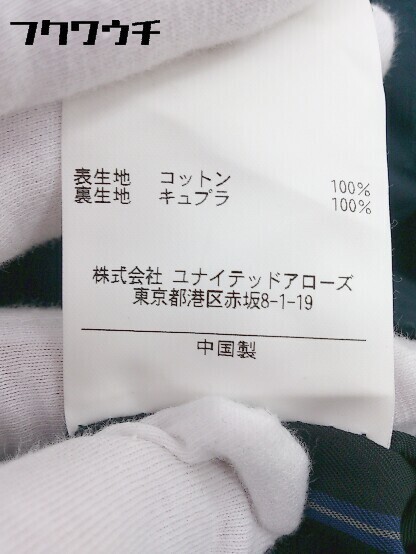 フクワウチ
表生地 コットン 100%
裏生地 キュプラ 100%
株式会社 ユナイテッドアローズ
東京都港区赤坂8-1-19
中国製